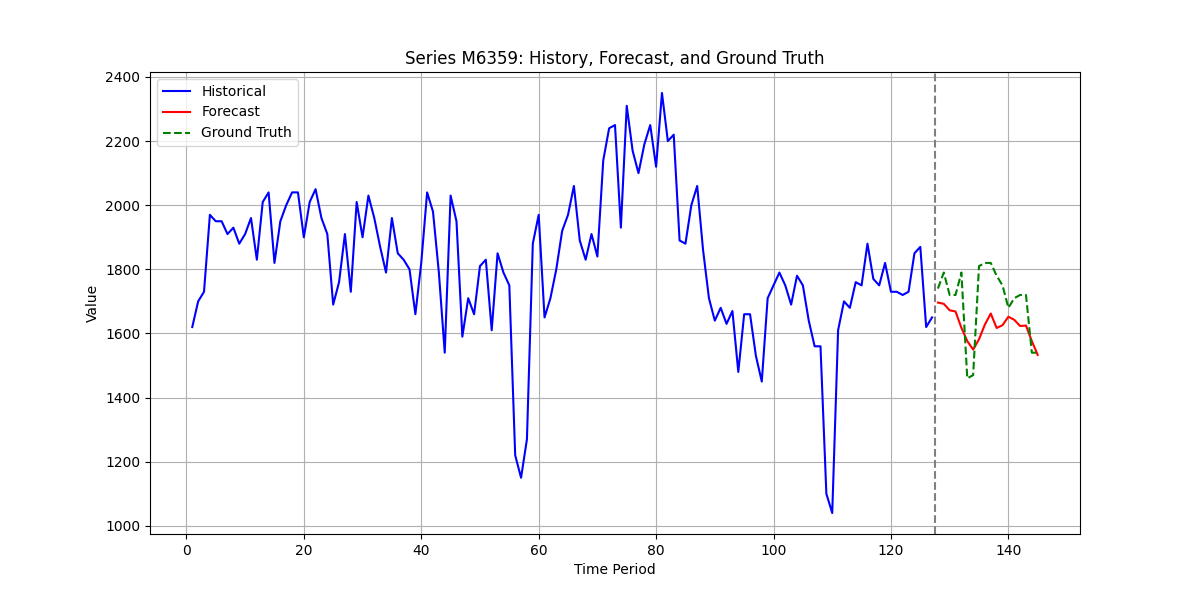 Series M6359: History, Forecast, and Ground Truth
Historical
Forecast
Ground Truth
2400
2200
2000
1800
1600
1400
1200
1000
Value
0 20 40 60 80 100 120 140
Time Period